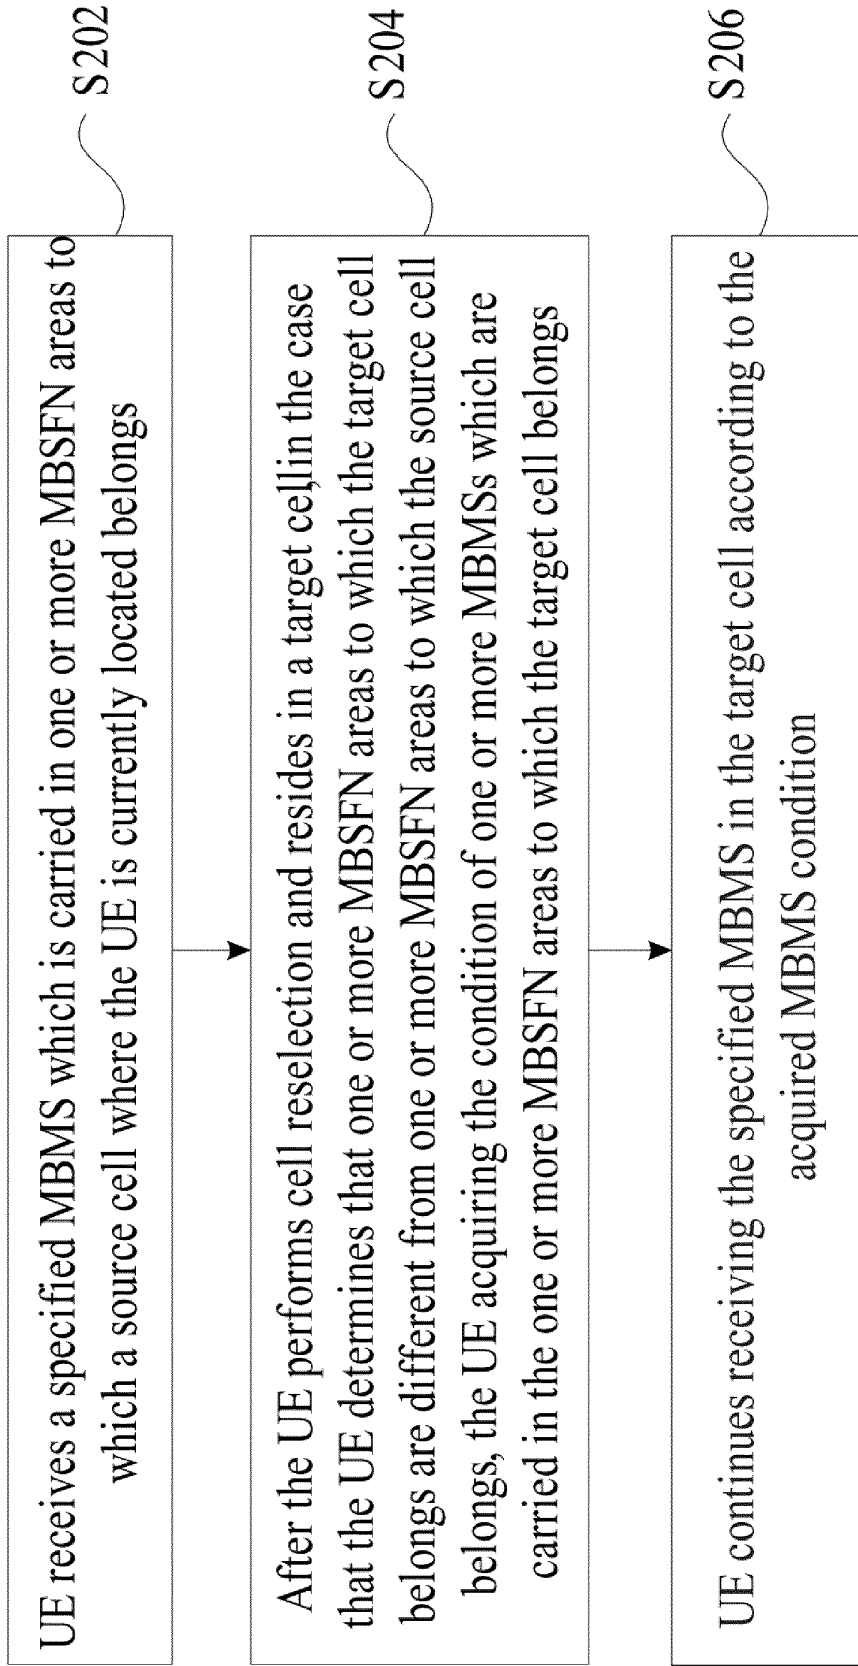 UE receives a specified MBMS which is carried in one or more MBSFN areas to
which a source cell where the UE is currently located belongs
S202
After the UE performs cell reselection and resides in a target cell,in the case
that the UE determines that one or more MBSFN areas to which the target cell
belongs are different from one or more MBSFN areas to which the source cell
belongs, the UE acquiring the condition of one or more MBMSs which are
carried in the one or more MBSFN areas to which the target cell belongs
S204
UE continues receiving the specified MBMS in the target cell according to the
acquired MBMS condition
S206